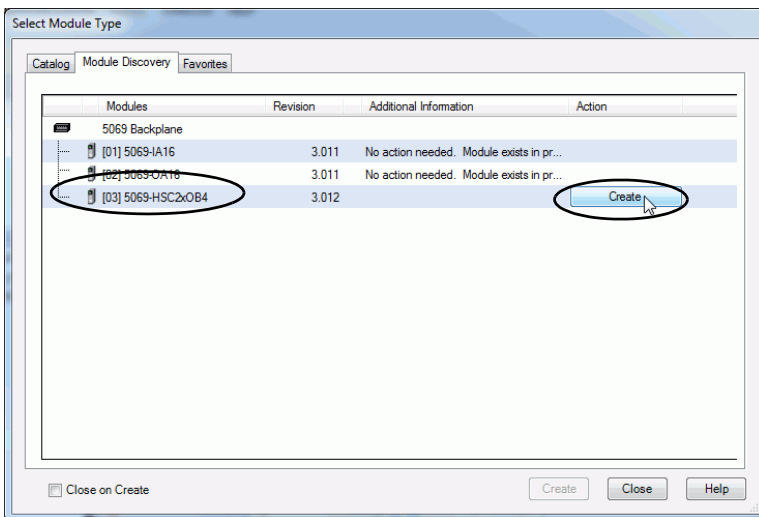 Select Module Type
Catalog Module Discovery Favorites
Modules Revision Additional Information Action
5069 Backplane
[01] 5069-IA16 3.011 No action needed. Module exists in pr...
[02] 5069-OA16 3.011 No action needed. Module exists in pr...
[03] 5069-HSC2xOB4 3.012 Create
Close on Create Create Close Help